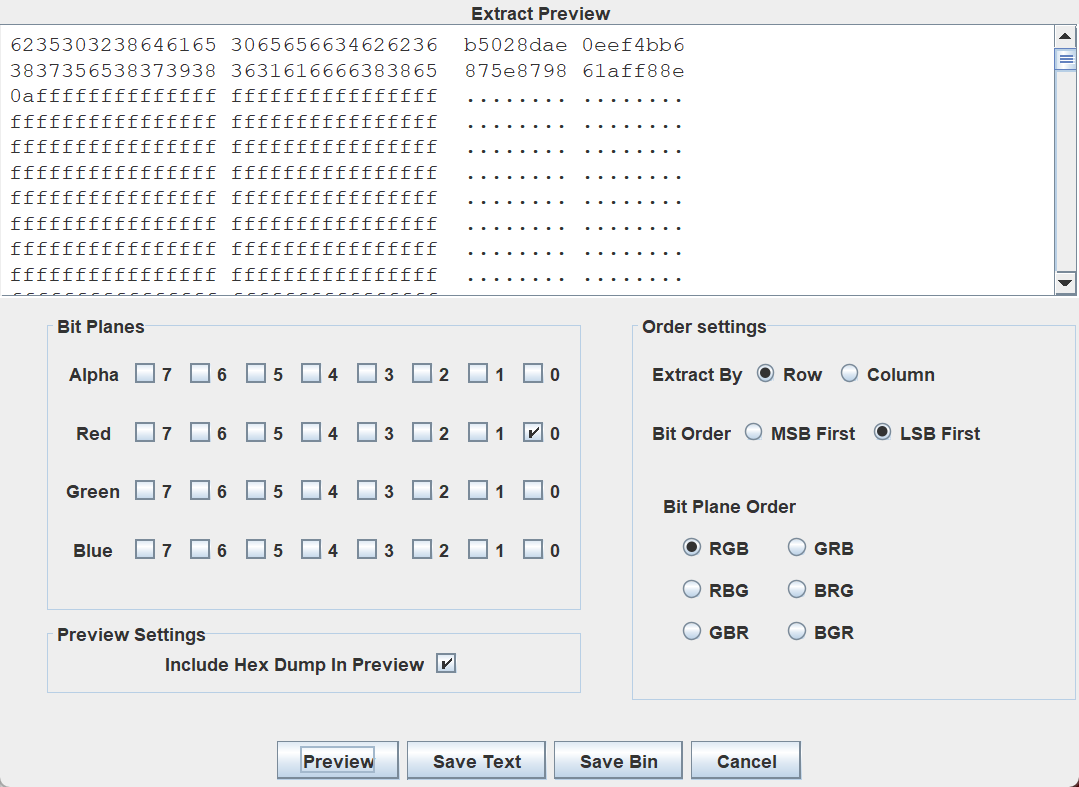 Extract Preview
6235303238646165 3065656634626236 b5028dae 0eef4bb6
3837356538373938 3631616666383865 875e8798 61aff88e
0affffffffffffff ffffffffffffffff ........ ........
ffffffffffffffff ffffffffffffffff ........ ........
ffffffffffffffff ffffffffffffffff ........ ........
ffffffffffffffff ffffffffffffffff ........ ........
ffffffffffffffff ffffffffffffffff ........ ........
ffffffffffffffff ffffffffffffffff ........ ........
ffffffffffffffff ffffffffffffffff ........ ........
ffffffffffffffff ffffffffffffffff ........ ........
Bit Planes
Alpha 7 6 5 4 3 2 1 0
Red 7 6 5 4 3 2 1 0
Green 7 6 5 4 3 2 1 0
Blue 7 6 5 4 3 2 1 0
Preview Settings
Include Hex Dump In Preview
Order settings
Extract By Row Column
Bit Order MSB First LSB First
Bit Plane Order
RGB GRB
RBG BRG
GBR BGR
Preview Save Text Save Bin Cancel